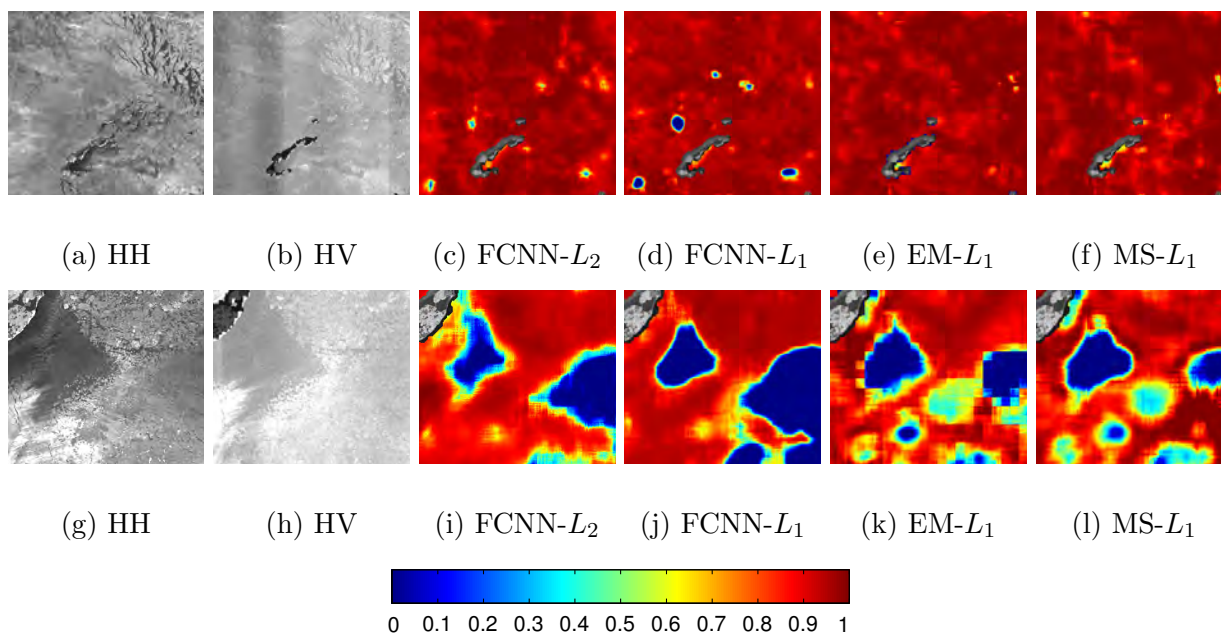 (a) HH (b) HV (c) FCNN-L₂ (d) FCNN-L₁ (e) EM-L₁ (f) MS-L₁
(g) HH (h) HV (i) FCNN-L₂ (j) FCNN-L₁ (k) EM-L₁ (l) MS-L₁
0 0.1 0.2 0.3 0.4 0.5 0.6 0.7 0.8 0.9 1